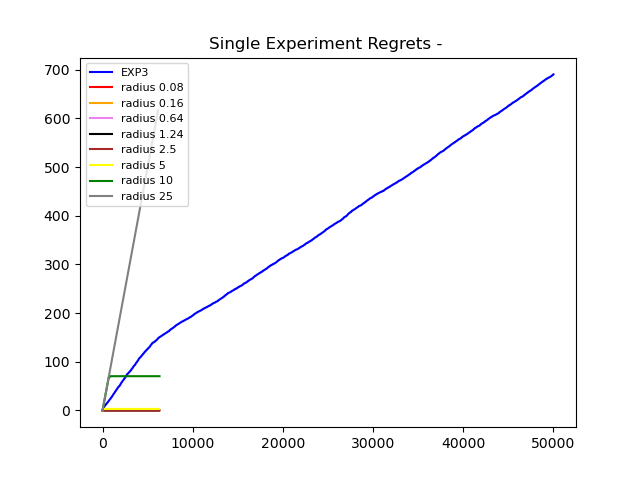 Single Experiment Regrets -
700
600
500
400
300
200
100
0
EXP3
radius 0.08
radius 0.16
radius 0.64
radius 1.24
radius 2.5
radius 5
radius 10
radius 25
0 10000 20000 30000 40000 50000